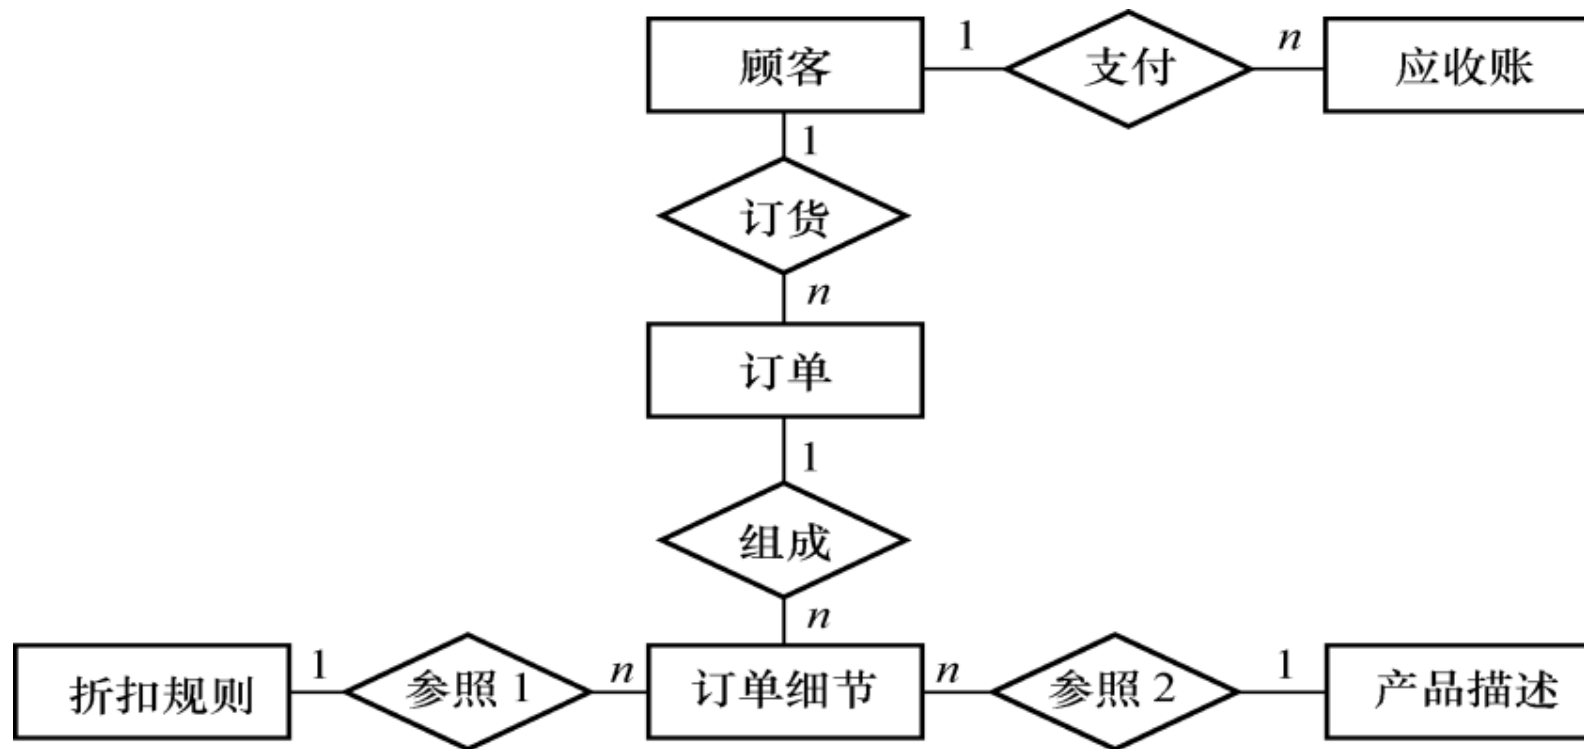 顾客 1 支付 n 应收账
1
订货
n
订单
1
组成
n
折扣规则 1 参照 1 n 订单细节 n 参照 2 1 产品描述